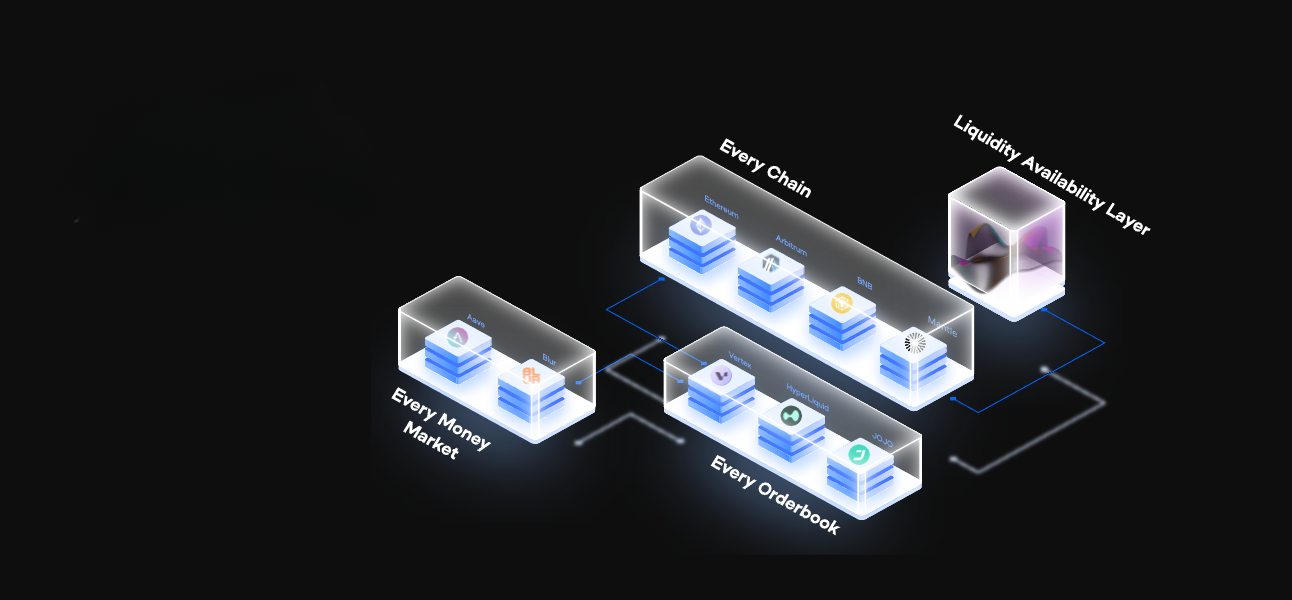 Liquidity Availability Layer
Every Chain
Ethereum
Arbitrum
BNB
Mantle
Aave
Blur
BLUR
Every Money
Market
Vertex
HyperLiquid
JOJO
Every Orderbook